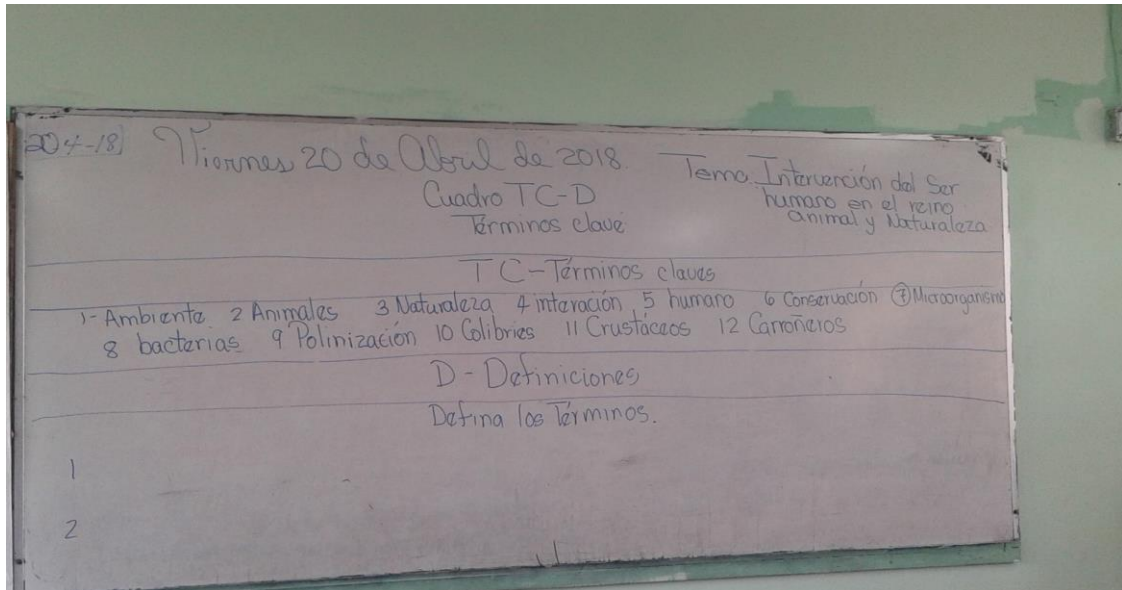 20-4-18 Viernes 20 de Abril de 2018.
Tema. Intervención del Ser
humano en el reino
animal y Naturaleza
Cuadro TC-D
Términos clave
TC-Términos claves
1- Ambiente. 2 Animales 3 Naturaleza 4 interación 5 humano 6 Conservación 7 Microorganismo
8 bacterias 9 Polinización 10 Colibries 11 Crustáceos 12 Carroñeros
D - Definiciones
Defina los Términos.
1
2